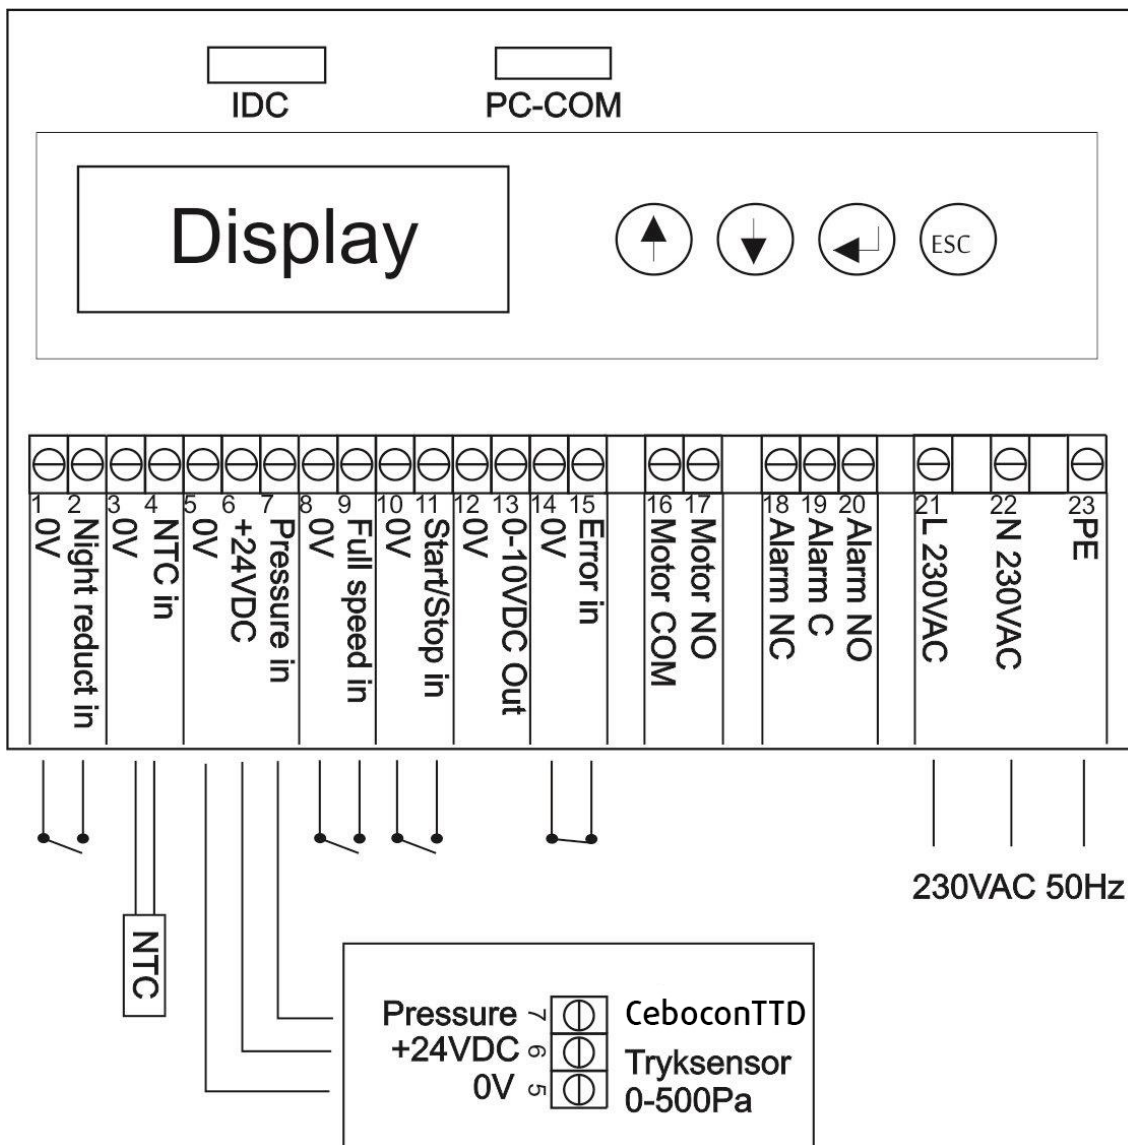 IDC
PC-COM
Display
ESC
1 0V
2 Night reduct in
3 0V
4 NTC in
5 0V
6 +24VDC
7 Pressure in
8 0V
9 Full speed in
10 0V
11 Start/Stop in
12 0V
13 0-10VDC Out
14 0V
15 Error in
16 Motor COM
17 Motor NO
18 Alarm NC
19 Alarm C
20 Alarm NO
21 L 230VAC
22 N 230VAC
23 PE
230VAC 50Hz
NTC
Pressure 7
+24VDC 6
0V 5
CeboconTTD
Tryksensor
0-500Pa